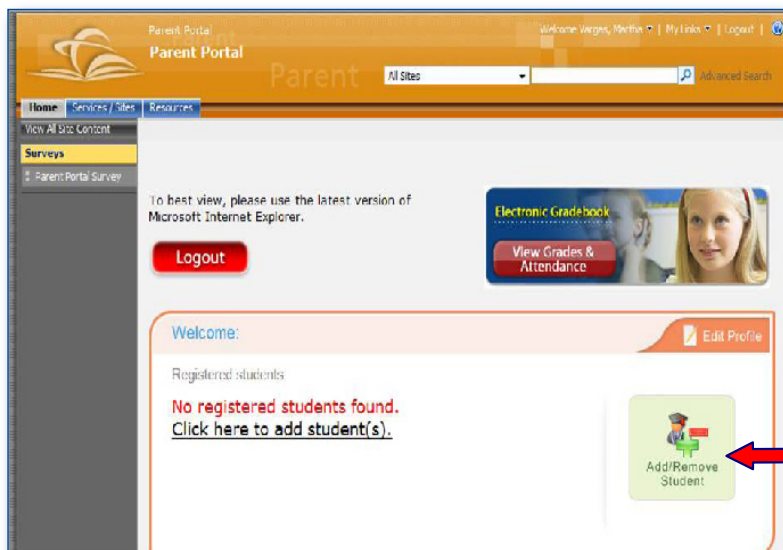 Parent Portal
Welcome Vargas, Martha | My Links | Logout |
Parent Portal
Parent
All Sites
Advanced Search
Home Services / Sites Resources
View All Site Content
Surveys
Parent Portal Survey
To best view, please use the latest version of
Microsoft Internet Explorer.
Logout
Electronic Gradebook
View Grades &
Attendance
Welcome:
Edit Profile
Registered students
No registered students found.
Click here to add student(s).
Add/Remove
Student